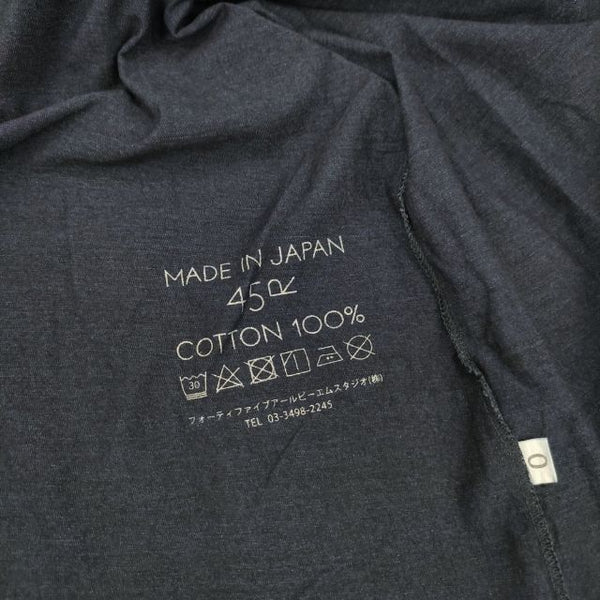 MADE IN JAPAN
45R
COTTON 100%
30
フォーティファイブアールピーエムスタジオ(株)
TEL 03-3498-2245
0